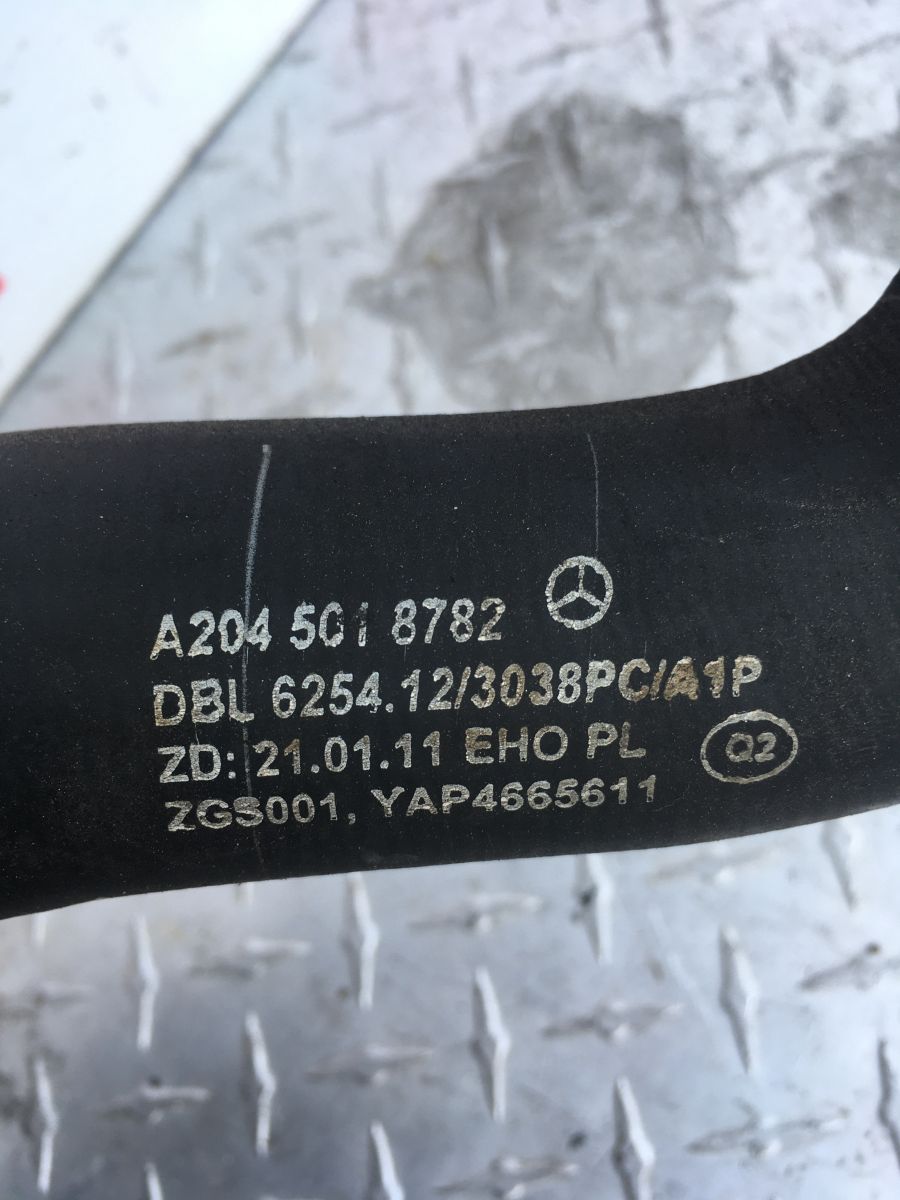 A204 501 8782
DBL 6254.12/3038PC/A1P
ZD: 21.01.11 EHO PL Q2
ZGS001, YAP4665611